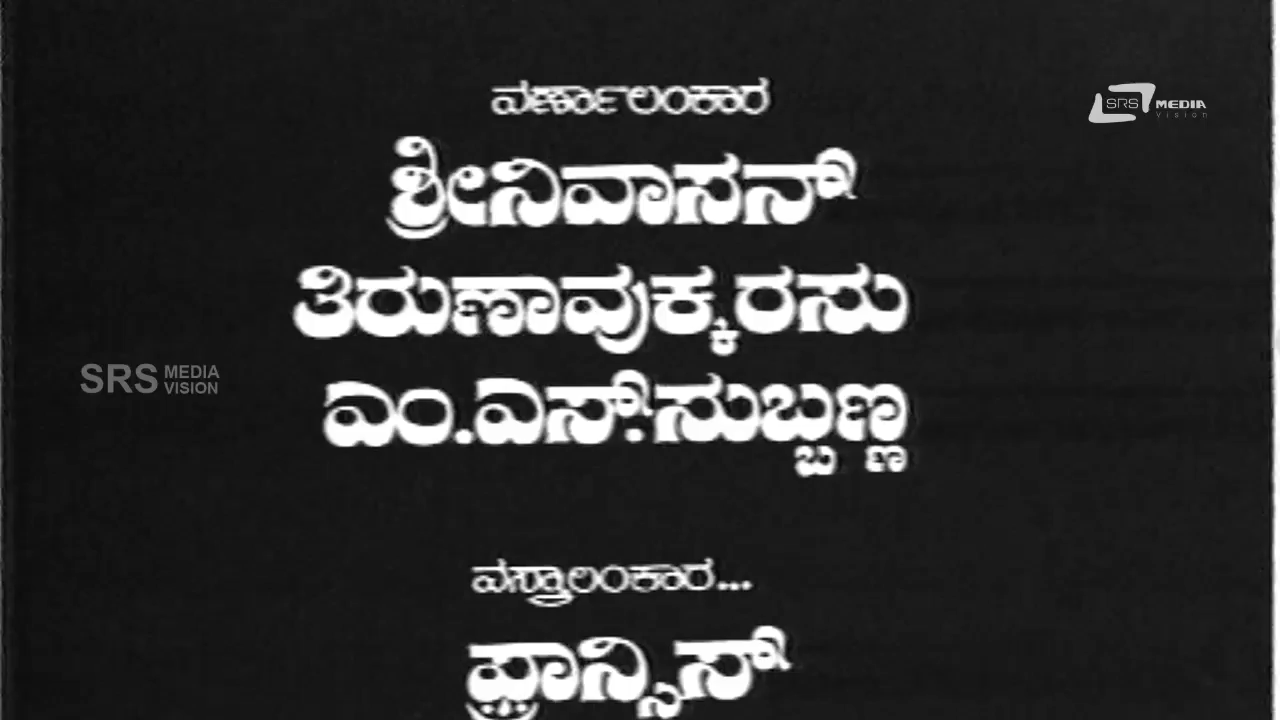 ವರ್ಣಾಲಂಕಾರ
SRS MEDIA
Vision
ಶ್ರೀನಿವಾಸನ್
ತಿರುಣಾವುಕ್ಕರಸು
SRS MEDIA
VISION
ಎಂ.ಎಸ್.ಸುಬ್ಬಣ್ಣ
ವಸ್ತ್ರಾಲಂಕಾರ...
ಫ್ರಾನ್ಸಿಸ್